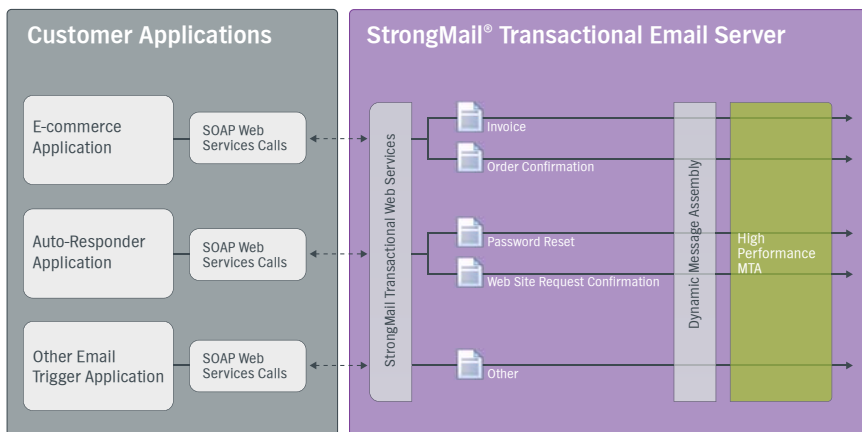 Customer Applications
StrongMail® Transactional Email Server
E-commerce
Application
SOAP Web
Services Calls
Auto-Responder
Application
SOAP Web
Services Calls
Other Email
Trigger Application
SOAP Web
Services Calls
StrongMail Transactional Web Services
Invoice
Order Confirmation
Password Reset
Web Site Request Confirmation
Other
Dynamic Message Assembly
High
Performance
MTA